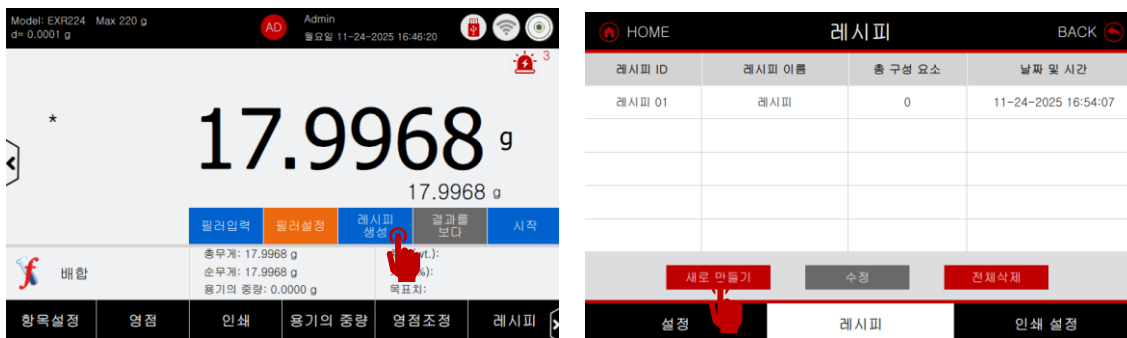 Model: EXR224 Max 220 g
d= 0.0001 g
AD
Admin
월요일 11-24-2025 16:46:20
3
*
17.9968 g
17.9968 g
필러입력
필러설정
레시피
생성
결과를
보다
시작
배합
총무게: 17.9968 g
순무게: 17.9968 g
용기의 중량: 0.0000 g
wt.):
%):
목표치:
항목설정
영점
인쇄
용기의 중량
영점조정
레시피
HOME
레시피
BACK
레시피 ID
레시피 이름
총 구성 요소
날짜 및 시간
레시피 01
레시피
0
11-24-2025 16:54:07
새로 만들기
수정
전체삭제
설정
레시피
인쇄 설정